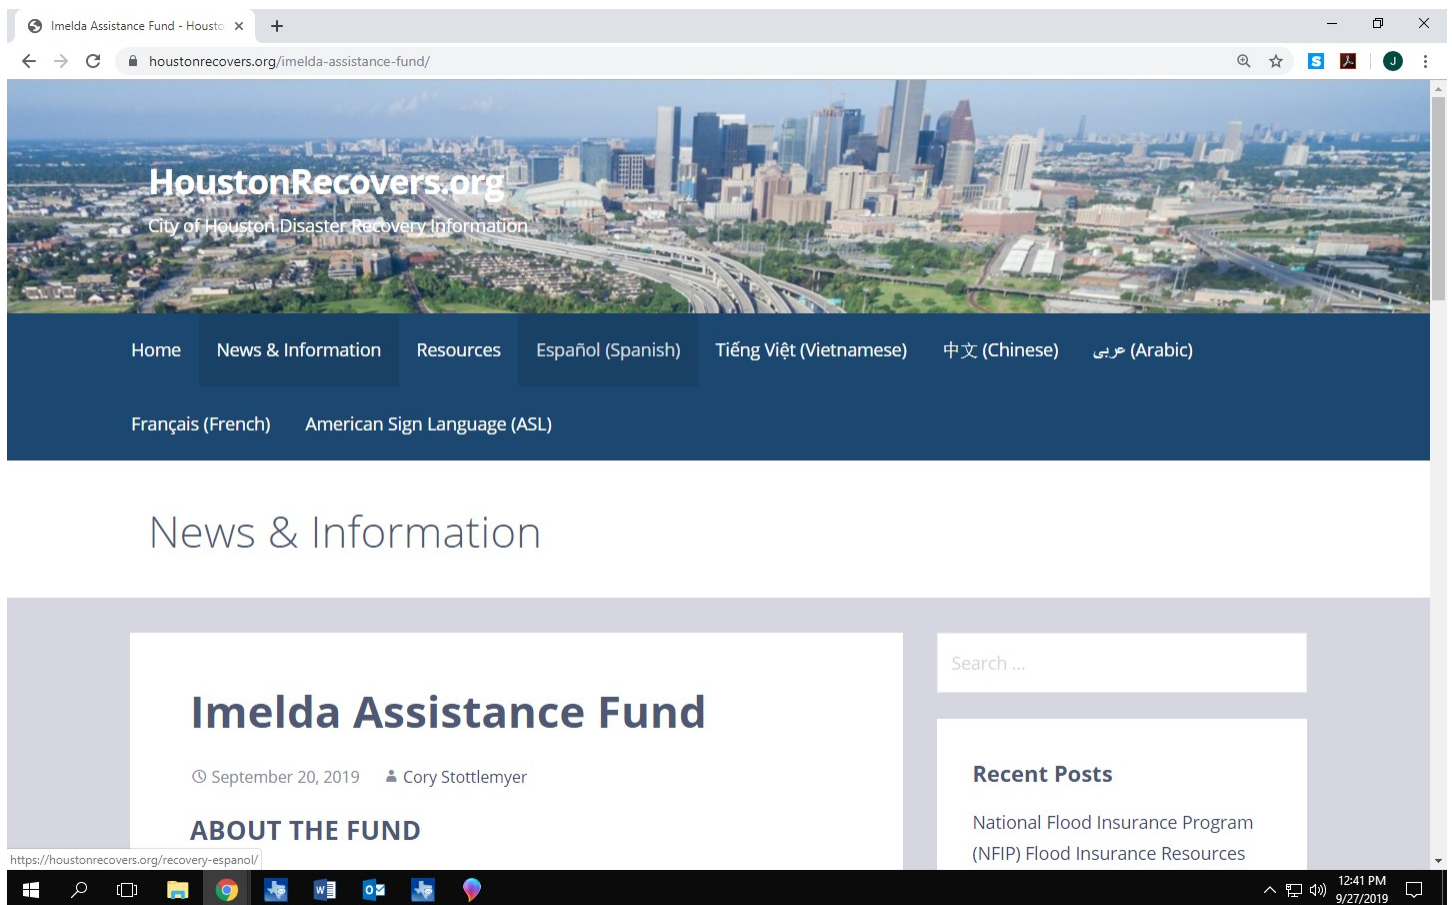 Imelda Assistance Fund - Housto
houstonrecovers.org/imelda-assistance-fund/
S
J
HoustonRecovers.org
City of Houston Disaster Recovery Information
Home News & Information Resources Español (Spanish) Tiếng Việt (Vietnamese) 中文 (Chinese) عربى (Arabic)
Français (French) American Sign Language (ASL)
News & Information
Search ...
Imelda Assistance Fund
September 20, 2019 Cory Stottlemyer
ABOUT THE FUND
Recent Posts
National Flood Insurance Program
(NFIP) Flood Insurance Resources
https://houstonrecovers.org/recovery-espanol/
12:41 PM
9/27/2019